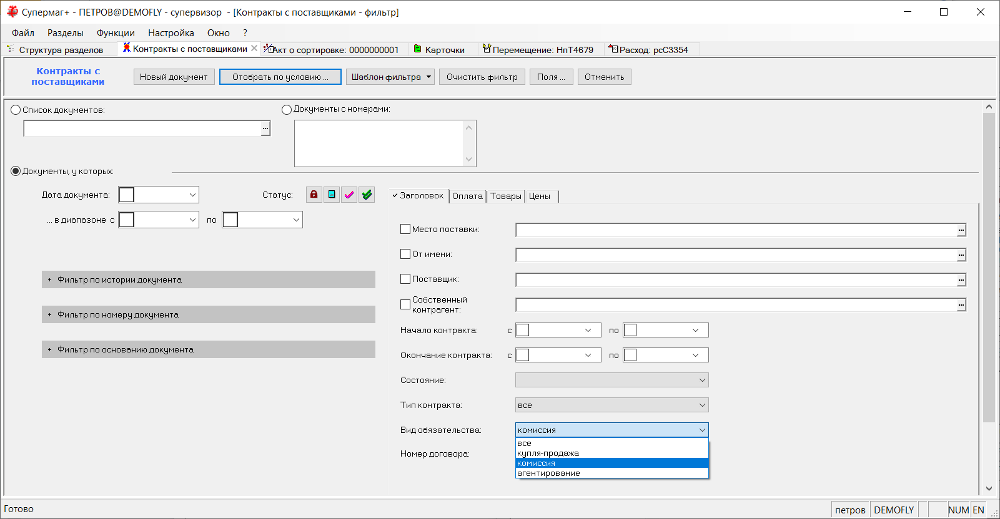 Супермаг+ - ПЕТРОВ@DEMOFLY - супервизор - [Контракты с поставщиками - фильтр]
Файл Разделы Функции Настройка Окно ?
Структура разделов Контракты с поставщиками Акт о сортировке: 0000000001 Карточки Перемещение: НпТ4679 Расход: рсС3354
Контракты с поставщиками
Новый документ Отобрать по условию ... Шаблон фильтра Очистить фильтр Поля ... Отменить
Список документов: Документы с номерами:
...
Документы, у которых:
Дата документа: Статус:
... в диапазоне с по
+ Фильтр по истории документа
+ Фильтр по номеру документа
+ Фильтр по основанию документа
Заголовок Оплата Товары Цены
Место поставки: ...
От имени: ...
Поставщик: ...
Собственный контрагент: ...
Начало контракта: с по
Окончание контракта: с по
Состояние:
Тип контракта: все
Вид обязательства: комиссия
все
купля-продажа
Номер договора:
комиссия
агентирование
Готово петров DEMOFLY NUM EN